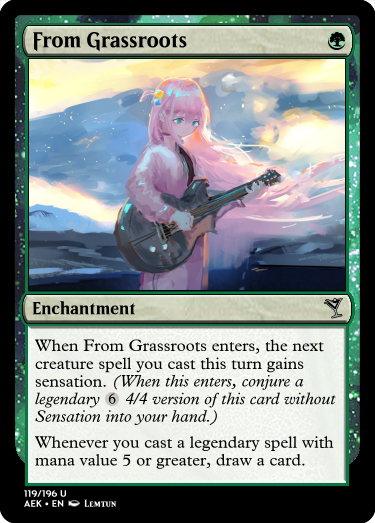 From Grassroots
Enchantment
When From Grassroots enters, the next
creature spell you cast this turn gains
sensation. (When this enters, conjure a
legendary 6 4/4 version of this card without
Sensation into your hand.)
Whenever you cast a legendary spell with
mana value 5 or greater, draw a card.
119/196 U
AEK • EN Lemtun